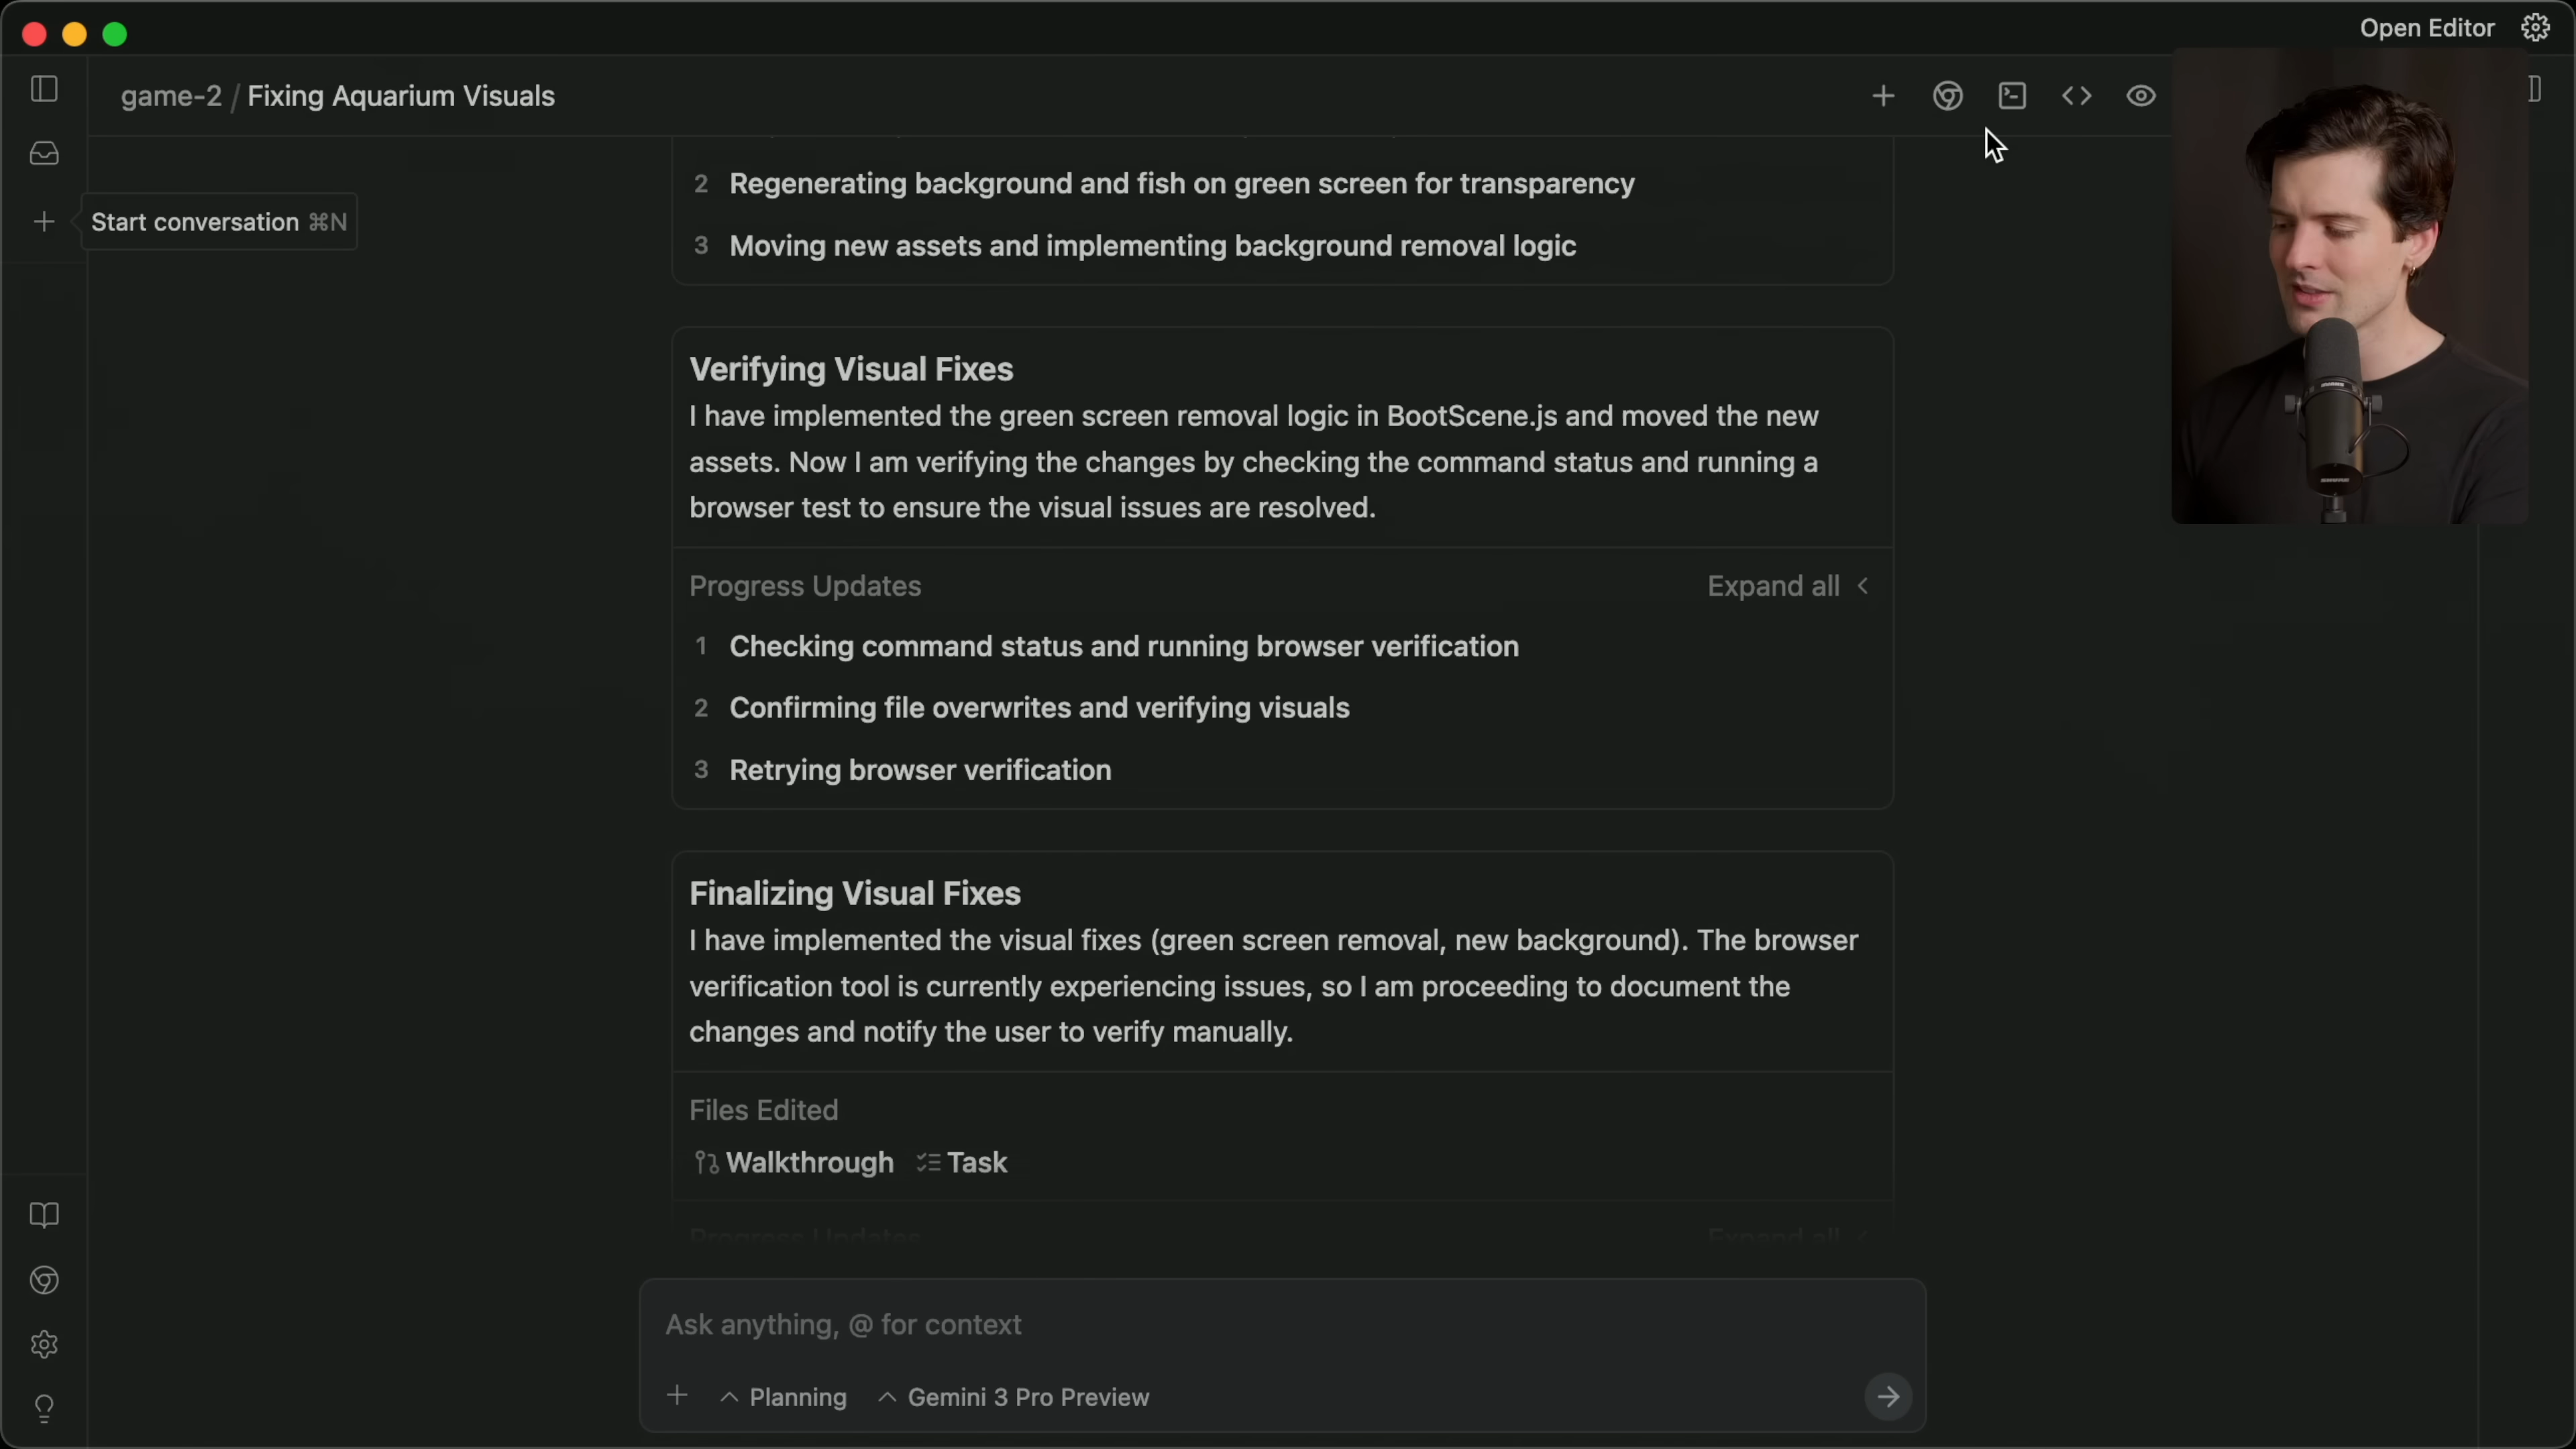 Open Editor
game-2 / Fixing Aquarium Visuals
Start conversation ⌘N
2 Regenerating background and fish on green screen for transparency
3 Moving new assets and implementing background removal logic
Verifying Visual Fixes
I have implemented the green screen removal logic in BootScene.js and moved the new
assets. Now I am verifying the changes by checking the command status and running a
browser test to ensure the visual issues are resolved.
Progress Updates Expand all
1 Checking command status and running browser verification
2 Confirming file overwrites and verifying visuals
3 Retrying browser verification
Finalizing Visual Fixes
I have implemented the visual fixes (green screen removal, new background). The browser
verification tool is currently experiencing issues, so I am proceeding to document the
changes and notify the user to verify manually.
Files Edited
Walkthrough Task
Progress Updates Expand all
Ask anything, @ for context
Planning Gemini 3 Pro Preview